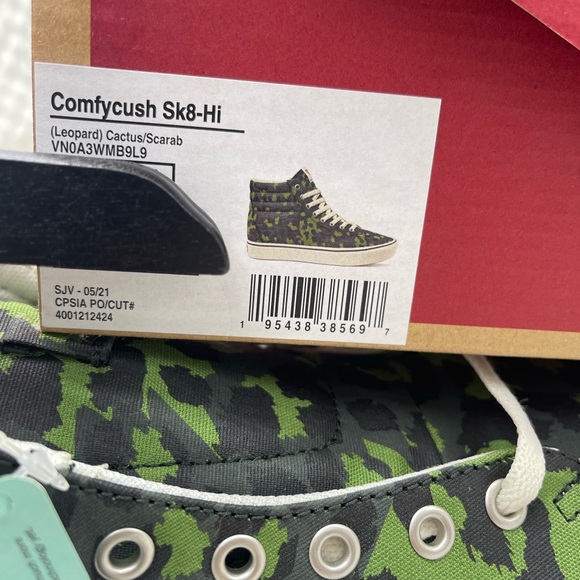 Comfycush Sk8-Hi
(Leopard) Cactus/Scarab
VN0A3WMB9L9
SJV - 05/21
CPSIA PO/CUT#
4001212424
1 95438 38569 7